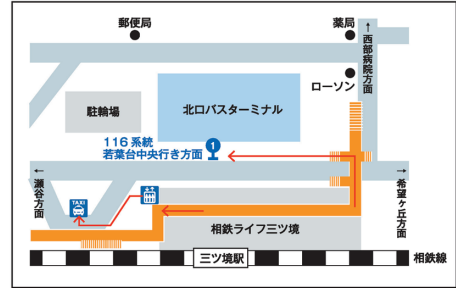 郵便局
薬局
↑西部病院方面
ローソン
駐輪場
北口バスターミナル
116系統
若葉台中央行き方面
1
←瀬谷方面
TAXI
→希望ヶ丘方面
相鉄ライフ三ツ境
三ツ境駅
相鉄線